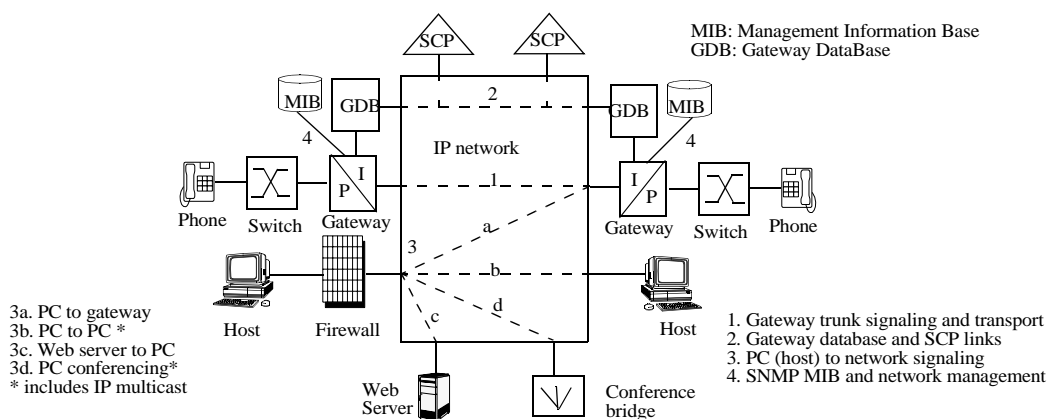 SCP
SCP
MIB: Management Information Base
GDB: Gateway DataBase
MIB
GDB
2
GDB
MIB
4
4
IP network
I
P
1
I
P
Phone
Switch
Gateway
Gateway
Switch
Phone
a
3
b
c
d
Host
Firewall
Host
3a. PC to gateway
3b. PC to PC *
3c. Web server to PC
3d. PC conferencing*
* includes IP multicast
1. Gateway trunk signaling and transport
2. Gateway database and SCP links
3. PC (host) to network signaling
4. SNMP MIB and network management
Web
Server
Conference
bridge